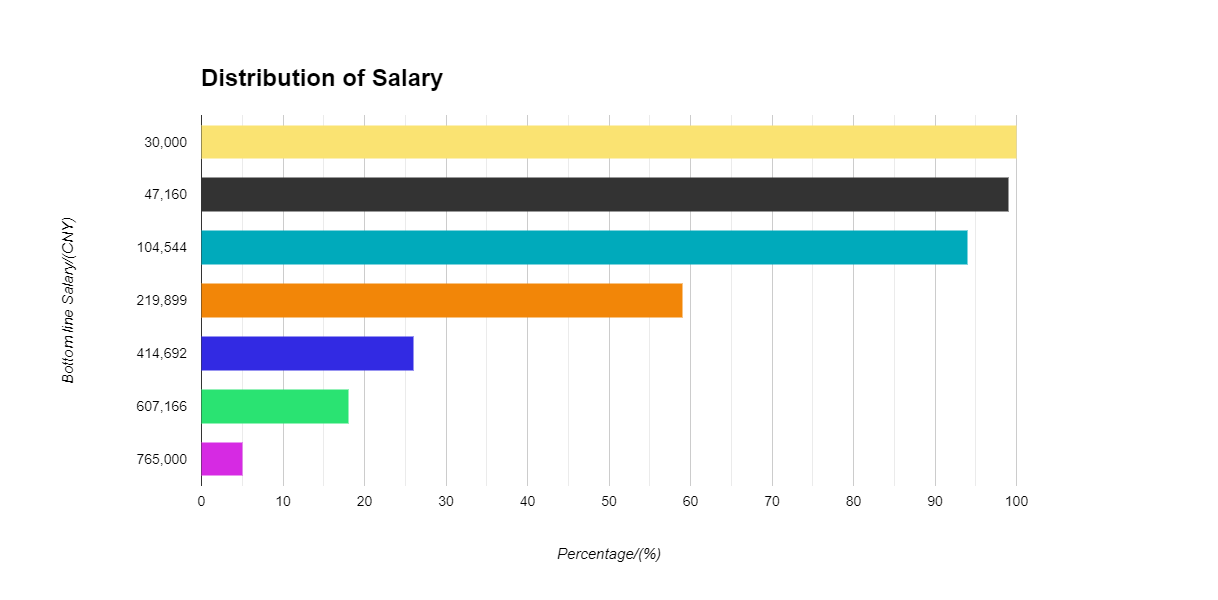 Distribution of Salary
Bottom line Salary/(CNY)
30,000
47,160
104,544
219,899
414,692
607,166
765,000
0 10 20 30 40 50 60 70 80 90 100
Percentage/(%)